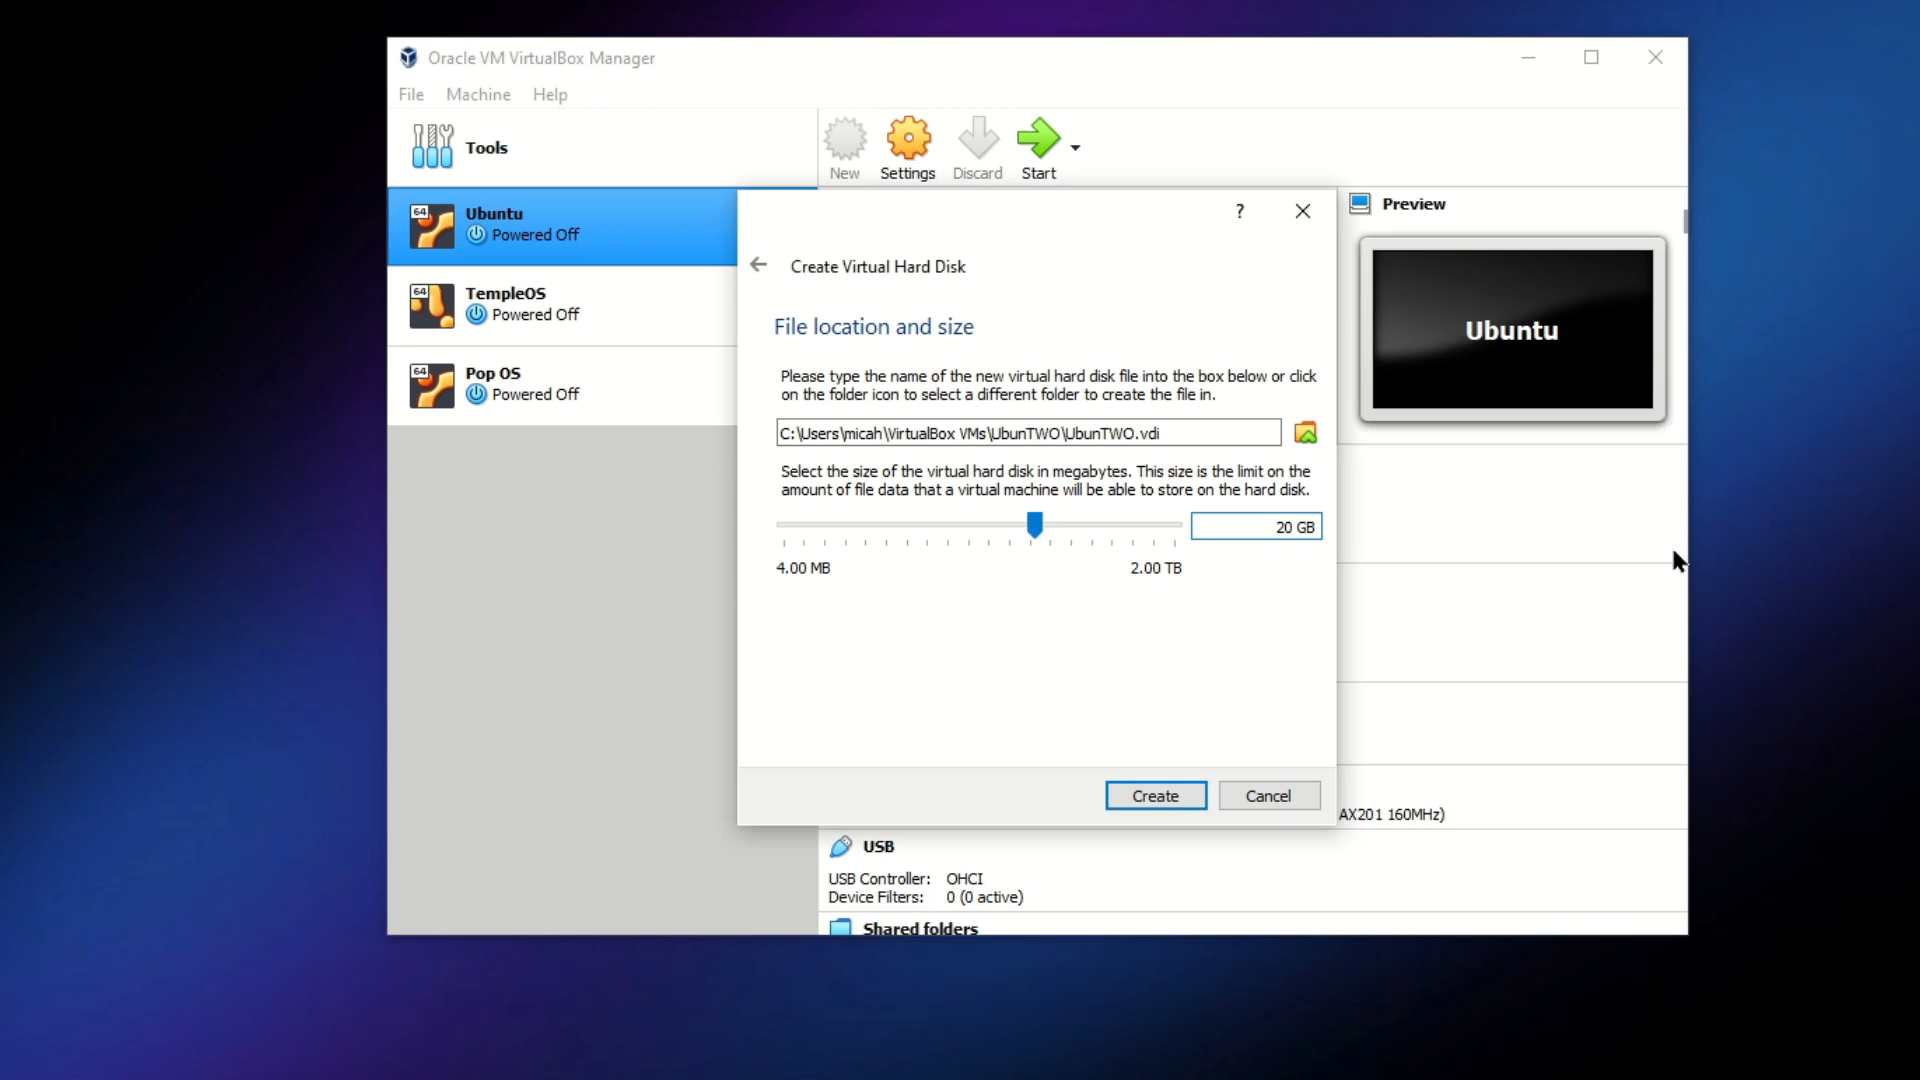 Oracle VM VirtualBox Manager
File Machine Help
Tools
New Settings Discard Start
64
Ubuntu
Powered Off
64
TempleOS
Powered Off
64
Pop OS
Powered Off
?
Create Virtual Hard Disk
File location and size
Please type the name of the new virtual hard disk file into the box below or click
on the folder icon to select a different folder to create the file in.
C:\Users\micah\VirtualBox VMs\UbunTWO\UbunTWO.vdi
Select the size of the virtual hard disk in megabytes. This size is the limit on the
amount of file data that a virtual machine will be able to store on the hard disk.
20 GB
4.00 MB 2.00 TB
Create Cancel
Preview
Ubuntu
AX201 160MHz)
USB
USB Controller: OHCI
Device Filters: 0 (0 active)
Shared folders